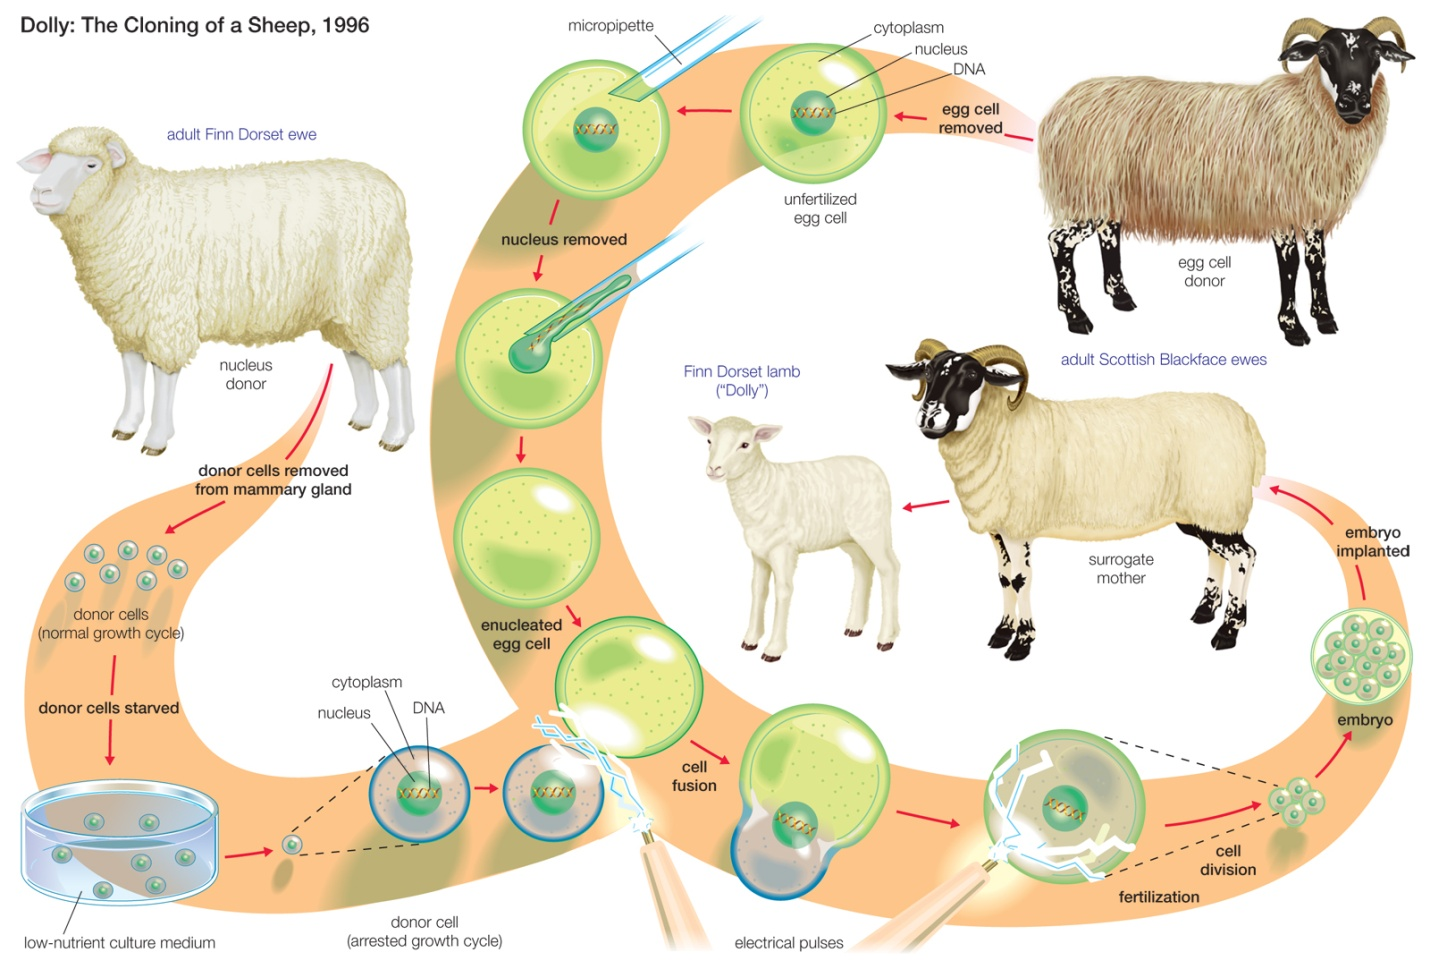 Dolly: The Cloning of a Sheep, 1996
micropipette
cytoplasm
nucleus
DNA
egg cell
removed
adult Finn Dorset ewe
unfertilized
egg cell
nucleus removed
egg cell
donor
nucleus
donor
adult Scottish Blackface ewes
Finn Dorset lamb
(“Dolly”)
donor cells removed
from mammary gland
embryo
implanted
surrogate
mother
donor cells
(normal growth cycle)
enucleated
egg cell
cytoplasm
nucleus
DNA
donor cells starved
embryo
cell
fusion
cell
division
fertilization
donor cell
(arrested growth cycle)
low-nutrient culture medium
electrical pulses